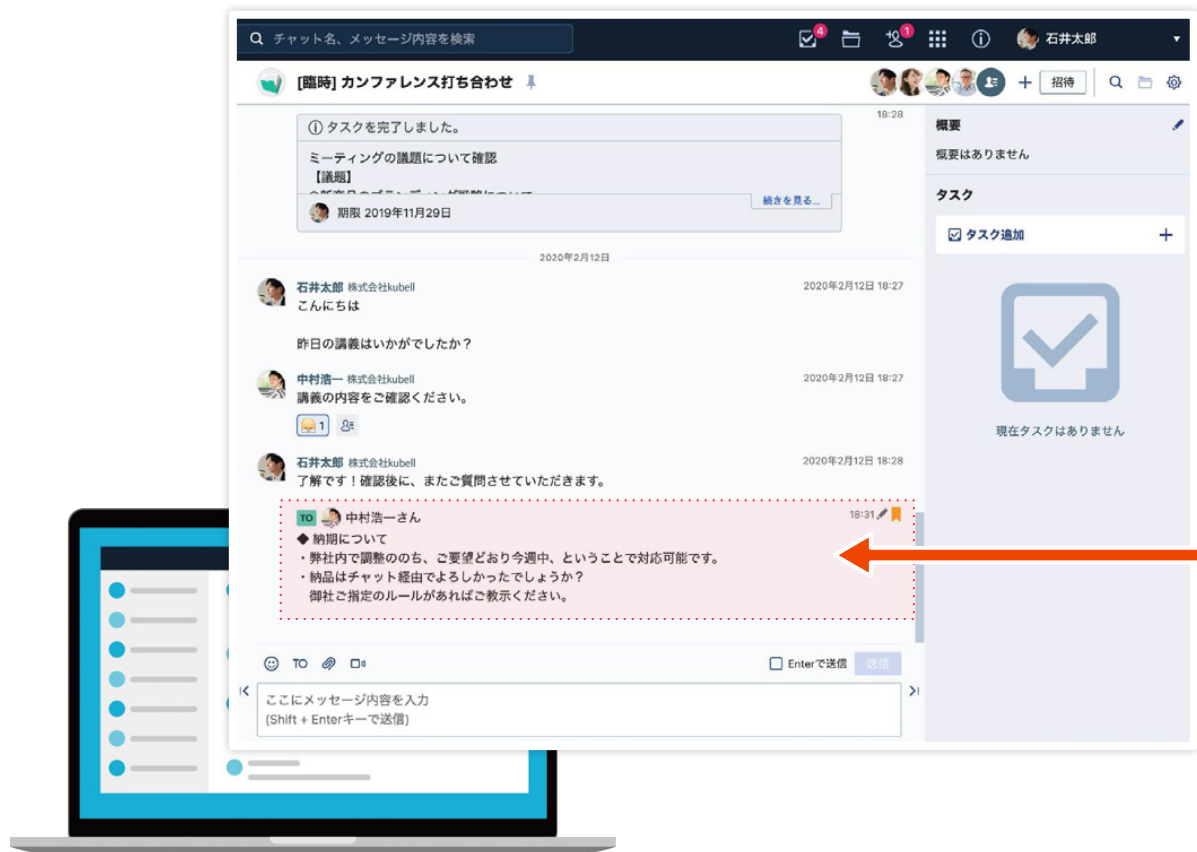 チャット名、メッセージ内容を検索
4
1
石井太郎
[臨時] カンファレンス打ち合わせ
招待
18:28
タスクを完了しました。
ミーティングの議題について確認
【議題】
続きを見る...
期限 2019年11月29日
2020年2月12日
石井太郎 株式会社kubell
2020年2月12日 18:27
こんにちは
昨日の講義はいかがでしたか？
中村浩一 株式会社kubell
2020年2月12日 18:27
講義の内容をご確認ください。
1
石井太郎 株式会社kubell
2020年2月12日 18:28
了解です！確認後に、またご質問させていただきます。
TO 中村浩一さん
18:31
◆ 納期について
・弊社内で調整ののち、ご要望どおり今週中、ということで対応可能です。
・納品はチャット経由でよろしかったでしょうか？
御社ご指定のルールがあればご教示ください。
TO
Enterで送信
送信
ここにメッセージ内容を入力
(Shift + Enterキーで送信)
概要
概要はありません
タスク
タスク追加
現在タスクはありません